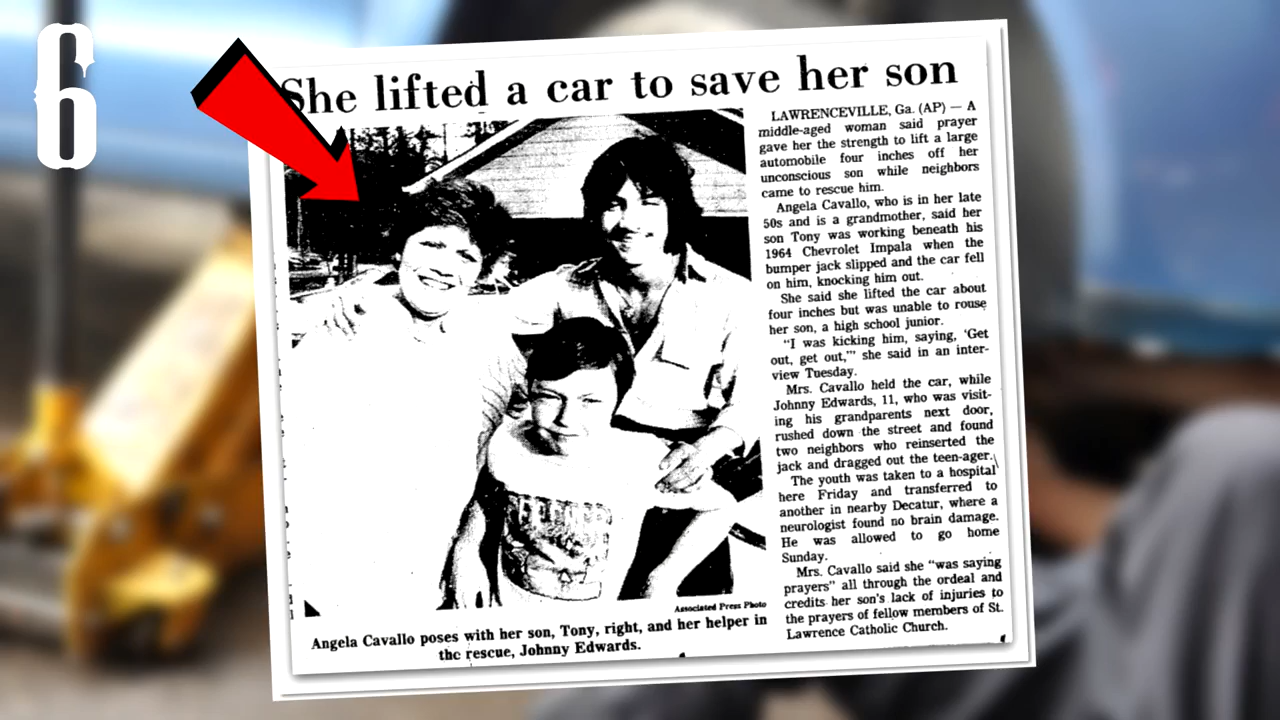 6
She lifted a car to save her son
LAWRENCEVILLE, Ga. (AP) — A
middle-aged woman said prayer
gave her the strength to lift a large
automobile four inches off her
unconscious son while neighbors
came to rescue him.
Angela Cavallo, who is in her late
50s and is a grandmother, said her
son Tony was working beneath his
1964 Chevrolet Impala when the
bumper jack slipped and the car fell
on him, knocking him out.
She said she lifted the car about
four inches but was unable to rouse
her son, a high school junior.
"I was kicking him, saying, 'Get
out, get out,'" she said in an inter-
view Tuesday.
Mrs. Cavallo held the car, while
Johnny Edwards, 11, who was visit-
ing his grandparents next door,
rushed down the street and found
two neighbors who reinserted the
jack and dragged out the teen-ager.
The youth was taken to a hospital
here Friday and transferred to
another in nearby Decatur, where a
neurologist found no brain damage.
He was allowed to go home
Sunday.
Mrs. Cavallo said she "was saying
prayers" all through the ordeal and
credits her son's lack of injuries to
the prayers of fellow members of St.
Lawrence Catholic Church.
Associated Press Photo
Angela Cavallo poses with her son, Tony, right, and her helper in
the rescue, Johnny Edwards.